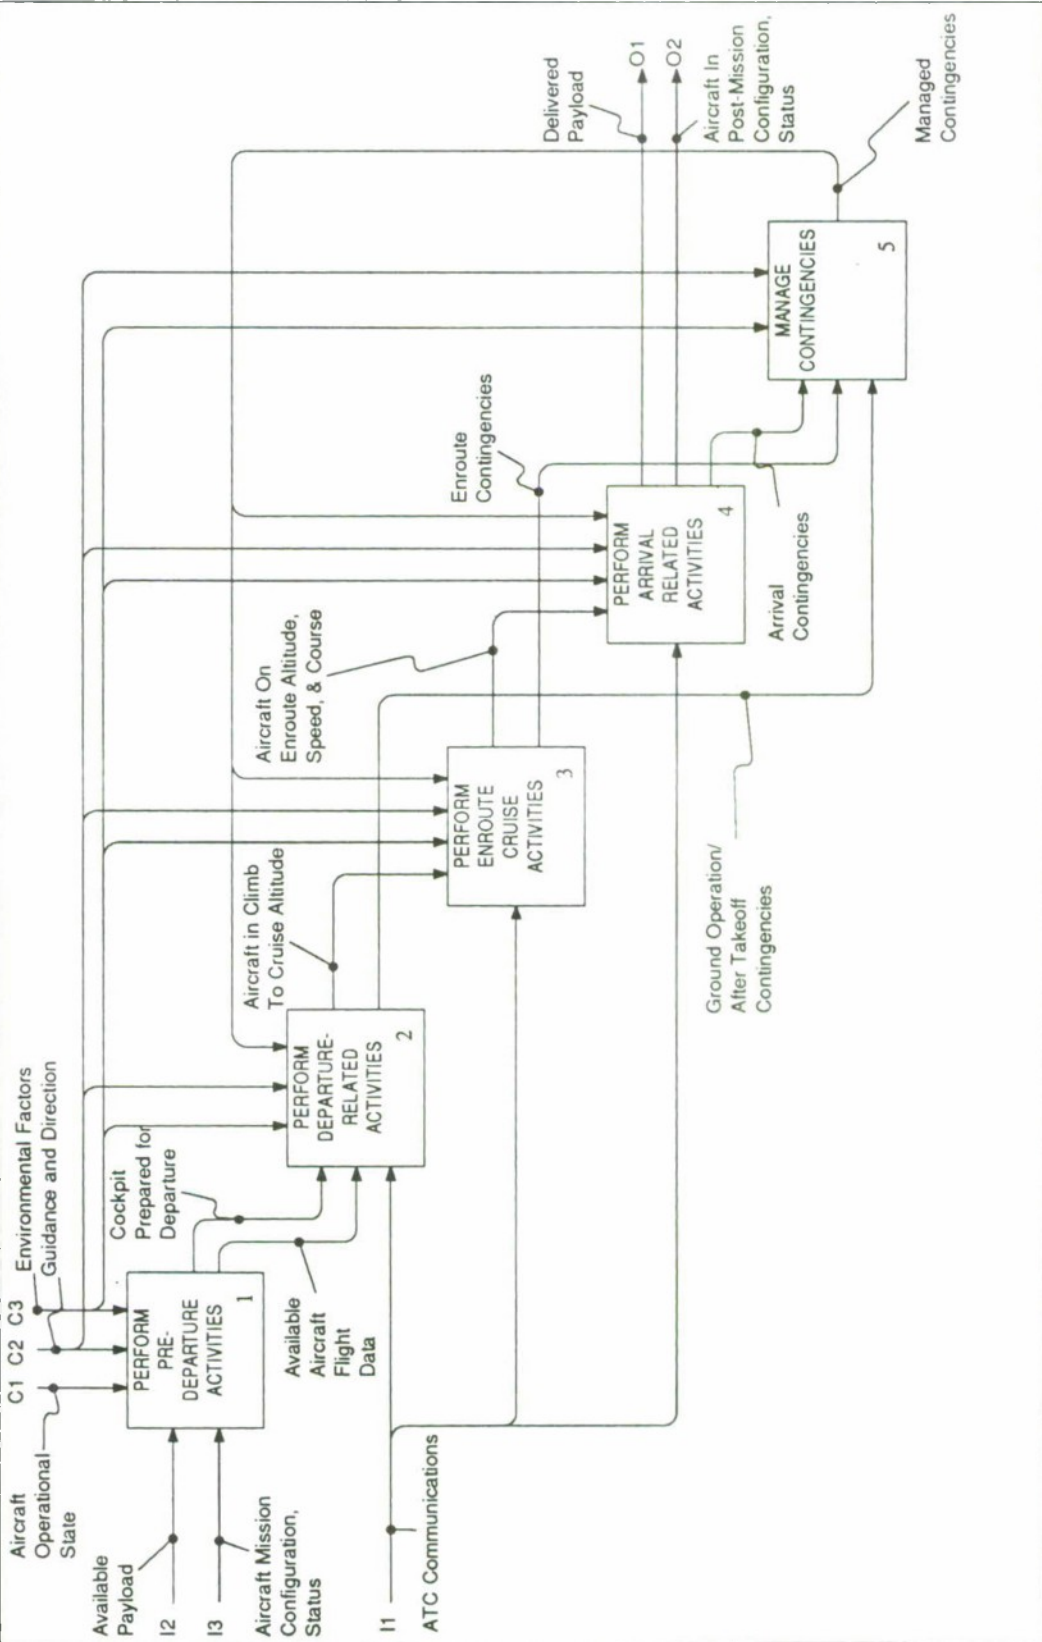 C1 C2 C3
Environmental Factors
Guidance and Direction
Aircraft
Operational
State
Available
Payload
I2
I3
Aircraft Mission
Configuration,
Status
I1
ATC Communications
PERFORM
PRE-
DEPARTURE
ACTIVITIES
1
Cockpit
Prepared for
Departure
Available
Aircraft
Flight
Data
PERFORM
DEPARTURE-
RELATED
ACTIVITIES
2
Aircraft in Climb
To Cruise Altitude
PERFORM
ENROUTE
CRUISE
ACTIVITIES
3
Aircraft On
Enroute Altitude,
Speed, & Course
Ground Operation/
After Takeoff
Contingencies
Enroute
Contingencies
PERFORM
ARRIVAL
RELATED
ACTIVITIES
4
Arrival
Contingencies
Delivered
Payload
O1
O2
Aircraft In
Post-Mission
Configuration,
Status
MANAGE
CONTINGENCIES
5
Managed
Contingencies